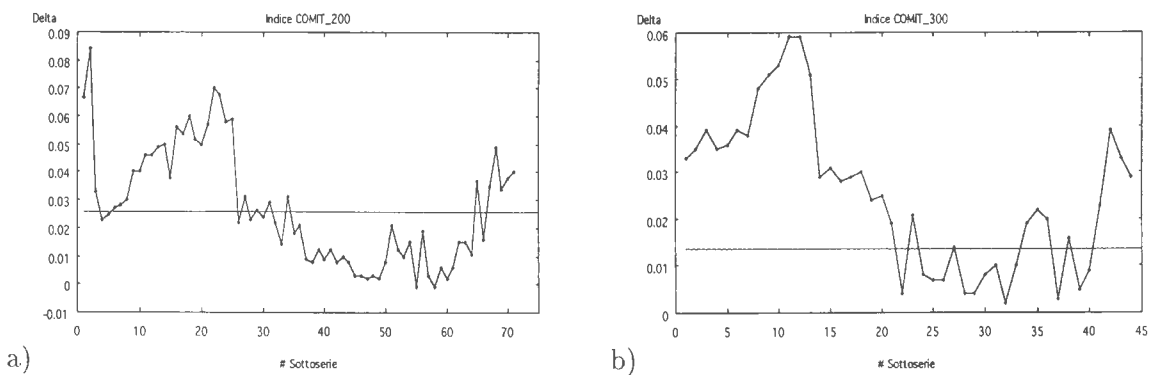 Delta
Indice COMIT_200
0.09
0.08
0.07
0.06
0.05
0.04
0.03
0.02
0.01
0
-0.01
0 10 20 30 40 50 60 70
# Sottoserie
a)
Delta
Indice COMIT_300
0.06
0.05
0.04
0.03
0.02
0.01
0
0 5 10 15 20 25 30 35 40 45
# Sottoserie
b)